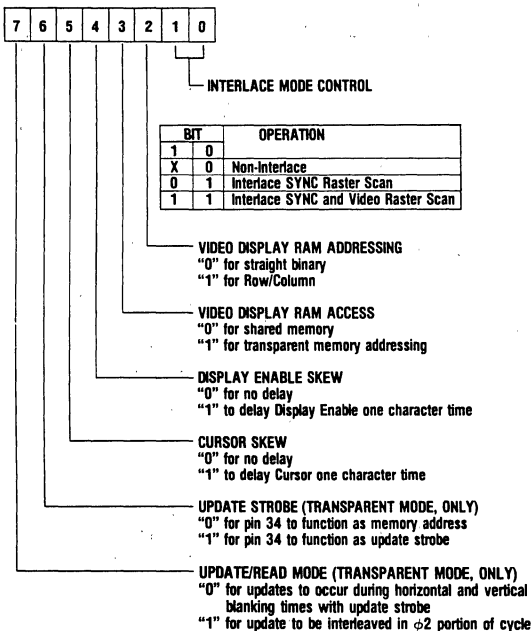 7 6 5 4 3 2 1 0
INTERLACE MODE CONTROL
BIT OPERATION
1 0
X 0 Non-Interlace
0 1 Interlace SYNC Raster Scan
1 1 Interlace SYNC and Video Raster Scan
VIDEO DISPLAY RAM ADDRESSING
“0” for straight binary
“1” for Row/Column
VIDEO DISPLAY RAM ACCESS
“0” for shared memory
“1” for transparent memory addressing
DISPLAY ENABLE SKEW
“0” for no delay
“1” to delay Display Enable one character time
CURSOR SKEW
“0” for no delay
“1” to delay Cursor one character time
UPDATE STROBE (TRANSPARENT MODE, ONLY)
“0” for pin 34 to function as memory address
“1” for pin 34 to function as update strobe
UPDATE/READ MODE (TRANSPARENT MODE, ONLY)
“0” for updates to occur during horizontal and vertical
blanking times with update strobe
“1” for update to be interleaved in ϕ2 portion of cycle